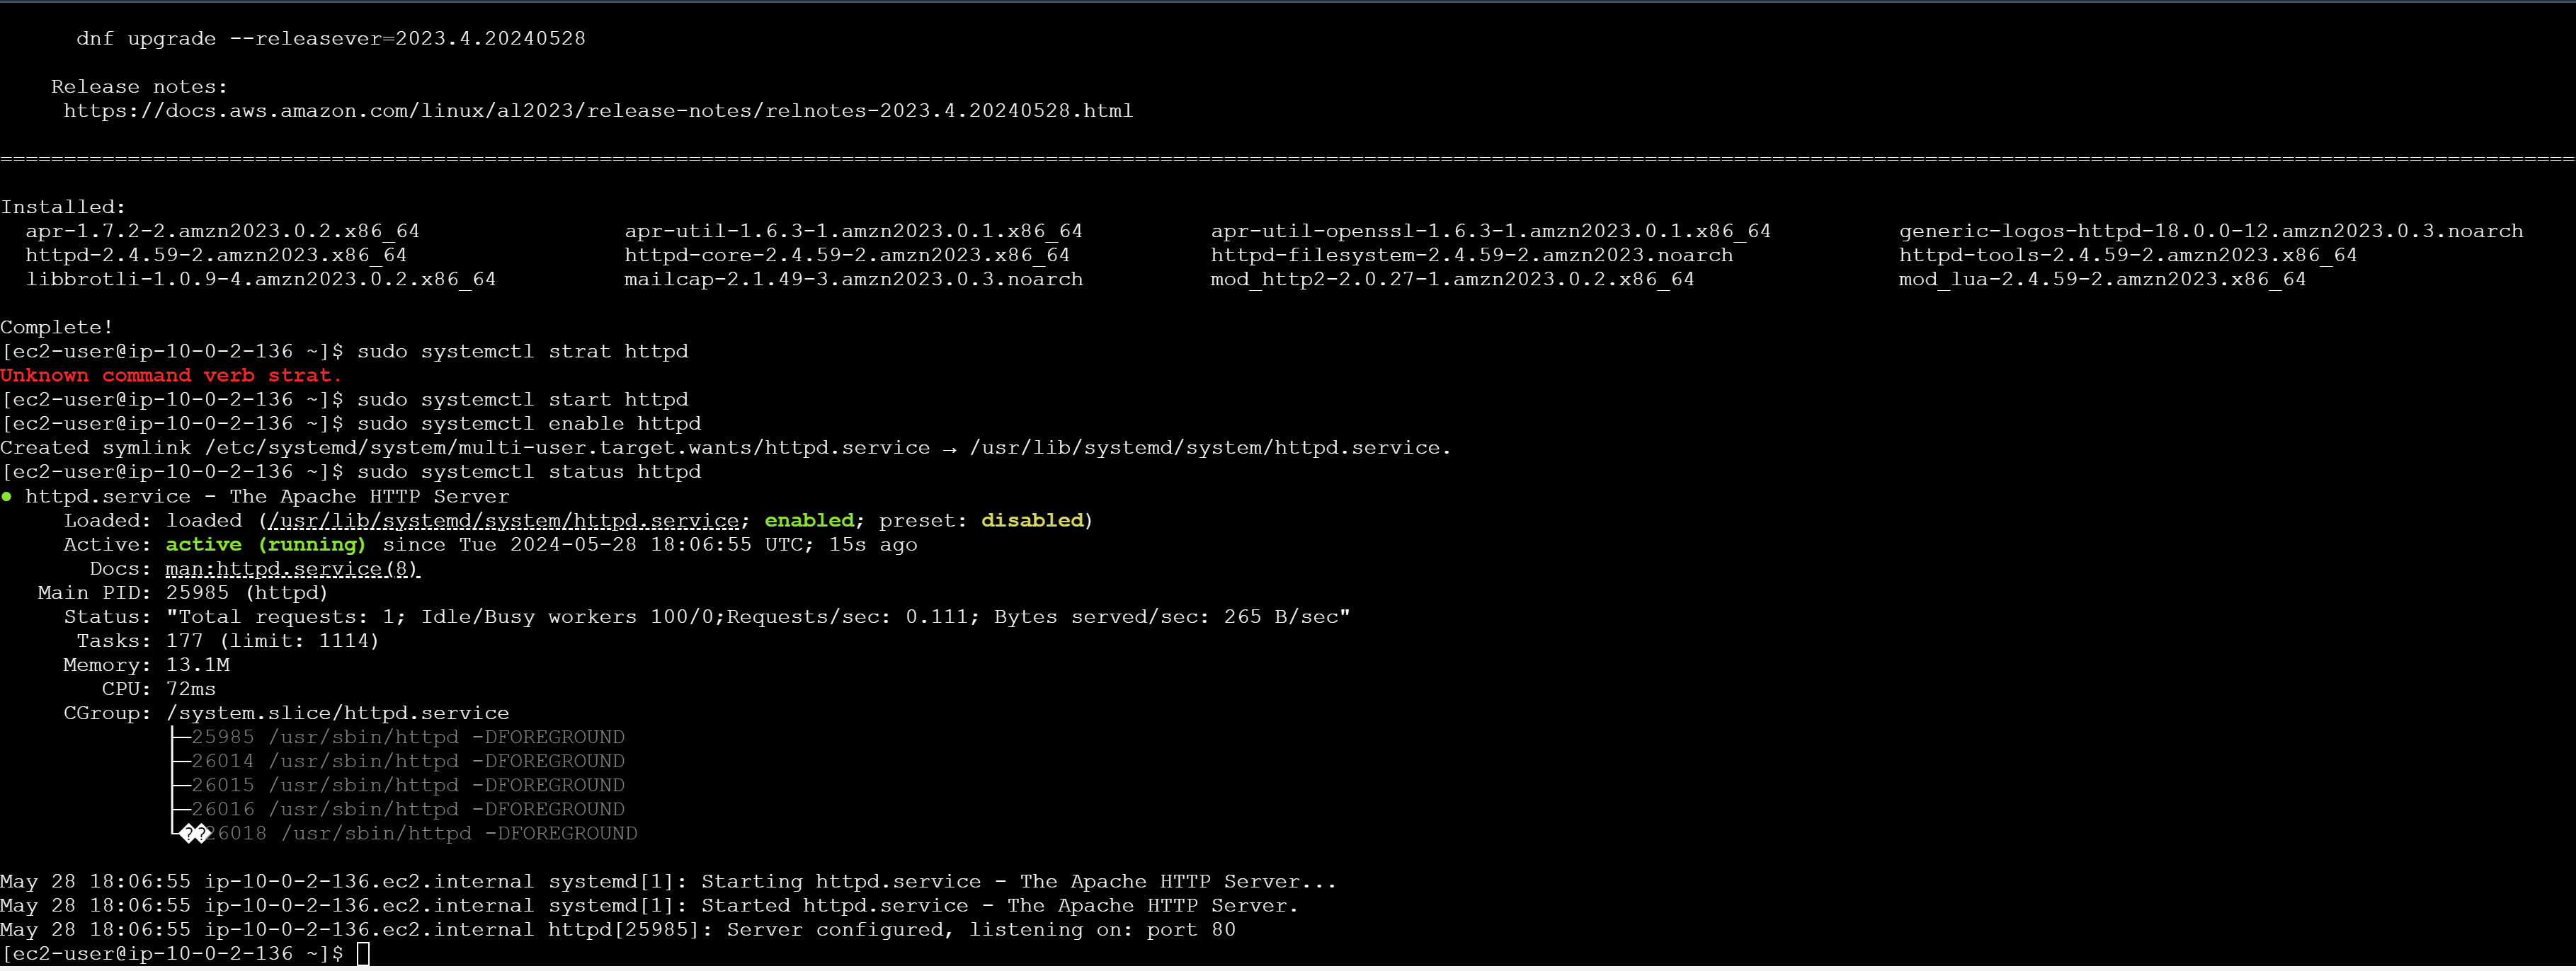 dnf upgrade --releasever=2023.4.20240528
Release notes:
https://docs.aws.amazon.com/linux/al2023/release-notes/relnotes-2023.4.20240528.html
================================================================================================================================================================================================================
Installed:
apr-1.7.2-2.amzn2023.0.2.x86_64 apr-util-1.6.3-1.amzn2023.0.1.x86_64 apr-util-openssl-1.6.3-1.amzn2023.0.1.x86_64 generic-logos-httpd-18.0.0-12.amzn2023.0.3.noarch
httpd-2.4.59-2.amzn2023.x86_64 httpd-core-2.4.59-2.amzn2023.x86_64 httpd-filesystem-2.4.59-2.amzn2023.noarch httpd-tools-2.4.59-2.amzn2023.x86_64
libbrotli-1.0.9-4.amzn2023.0.2.x86_64 mailcap-2.1.49-3.amzn2023.0.3.noarch mod_http2-2.0.27-1.amzn2023.0.2.x86_64 mod_lua-2.4.59-2.amzn2023.x86_64
Complete!
[ec2-user@ip-10-0-2-136 ~]$ sudo systemctl strat httpd
Unknown command verb strat.
[ec2-user@ip-10-0-2-136 ~]$ sudo systemctl start httpd
[ec2-user@ip-10-0-2-136 ~]$ sudo systemctl enable httpd
Created symlink /etc/systemd/system/multi-user.target.wants/httpd.service → /usr/lib/systemd/system/httpd.service.
[ec2-user@ip-10-0-2-136 ~]$ sudo systemctl status httpd
● httpd.service - The Apache HTTP Server
Loaded: loaded (/usr/lib/systemd/system/httpd.service; enabled; preset: disabled)
Active: active (running) since Tue 2024-05-28 18:06:55 UTC; 15s ago
Docs: man:httpd.service(8)
Main PID: 25985 (httpd)
Status: "Total requests: 1; Idle/Busy workers 100/0;Requests/sec: 0.111; Bytes served/sec: 265 B/sec"
Tasks: 177 (limit: 1114)
Memory: 13.1M
CPU: 72ms
CGroup: /system.slice/httpd.service
├─25985 /usr/sbin/httpd -DFOREGROUND
├─26014 /usr/sbin/httpd -DFOREGROUND
├─26015 /usr/sbin/httpd -DFOREGROUND
├─26016 /usr/sbin/httpd -DFOREGROUND
└��26018 /usr/sbin/httpd -DFOREGROUND
May 28 18:06:55 ip-10-0-2-136.ec2.internal systemd[1]: Starting httpd.service - The Apache HTTP Server...
May 28 18:06:55 ip-10-0-2-136.ec2.internal systemd[1]: Started httpd.service - The Apache HTTP Server.
May 28 18:06:55 ip-10-0-2-136.ec2.internal httpd[25985]: Server configured, listening on: port 80
[ec2-user@ip-10-0-2-136 ~]$